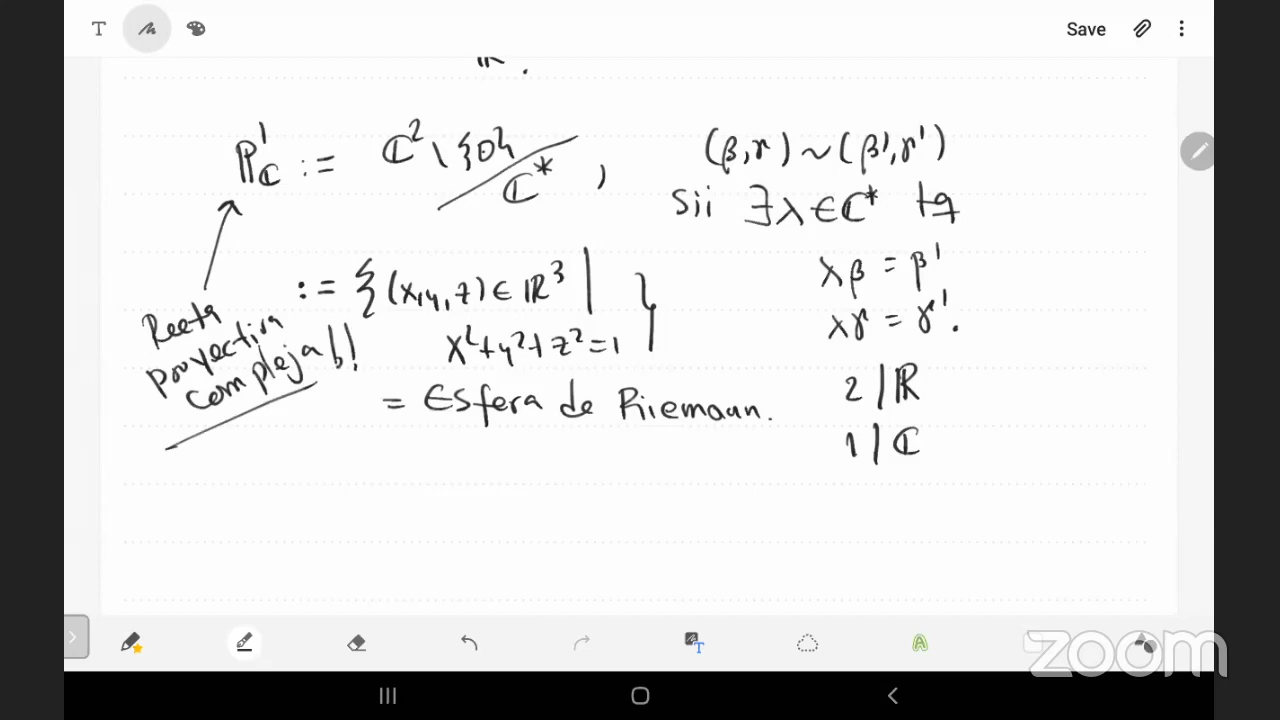 Save
ℝ.
ℙ¹_ℂ := ℂ² \ {0} / ℂ*, (β,γ) ~ (β',γ')
Sii ∃λ∈ℂ* tq
λβ = β'
λγ = γ'.
:= {(x,y,z) ∈ ℝ³ | x²+y²+z²=1}
Recta
proyectiva
compleja!!
= Esfera de Riemann.
2 | ℝ
1 | ℂ
T
A
zoom